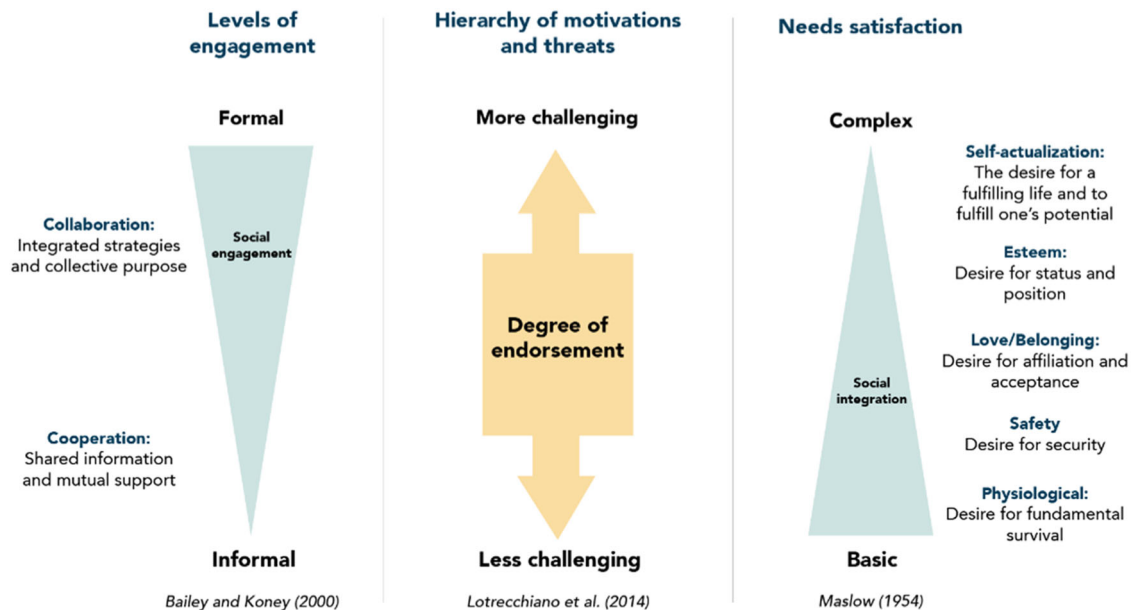 Levels of
engagement
Formal
Social
engagement
Collaboration:
Integrated strategies
and collective purpose
Cooperation:
Shared information
and mutual support
Informal
Bailey and Koney (2000)
Hierarchy of motivations
and threats
More challenging
Degree of
endorsement
Less challenging
Lotrecchiano et al. (2014)
Needs satisfaction
Complex
Social
integration
Self-actualization:
The desire for a
fulfilling life and to
fulfill one's potential
Esteem:
Desire for status and
position
Love/Belonging:
Desire for affiliation and
acceptance
Safety
Desire for security
Physiological:
Desire for fundamental
survival
Basic
Maslow (1954)